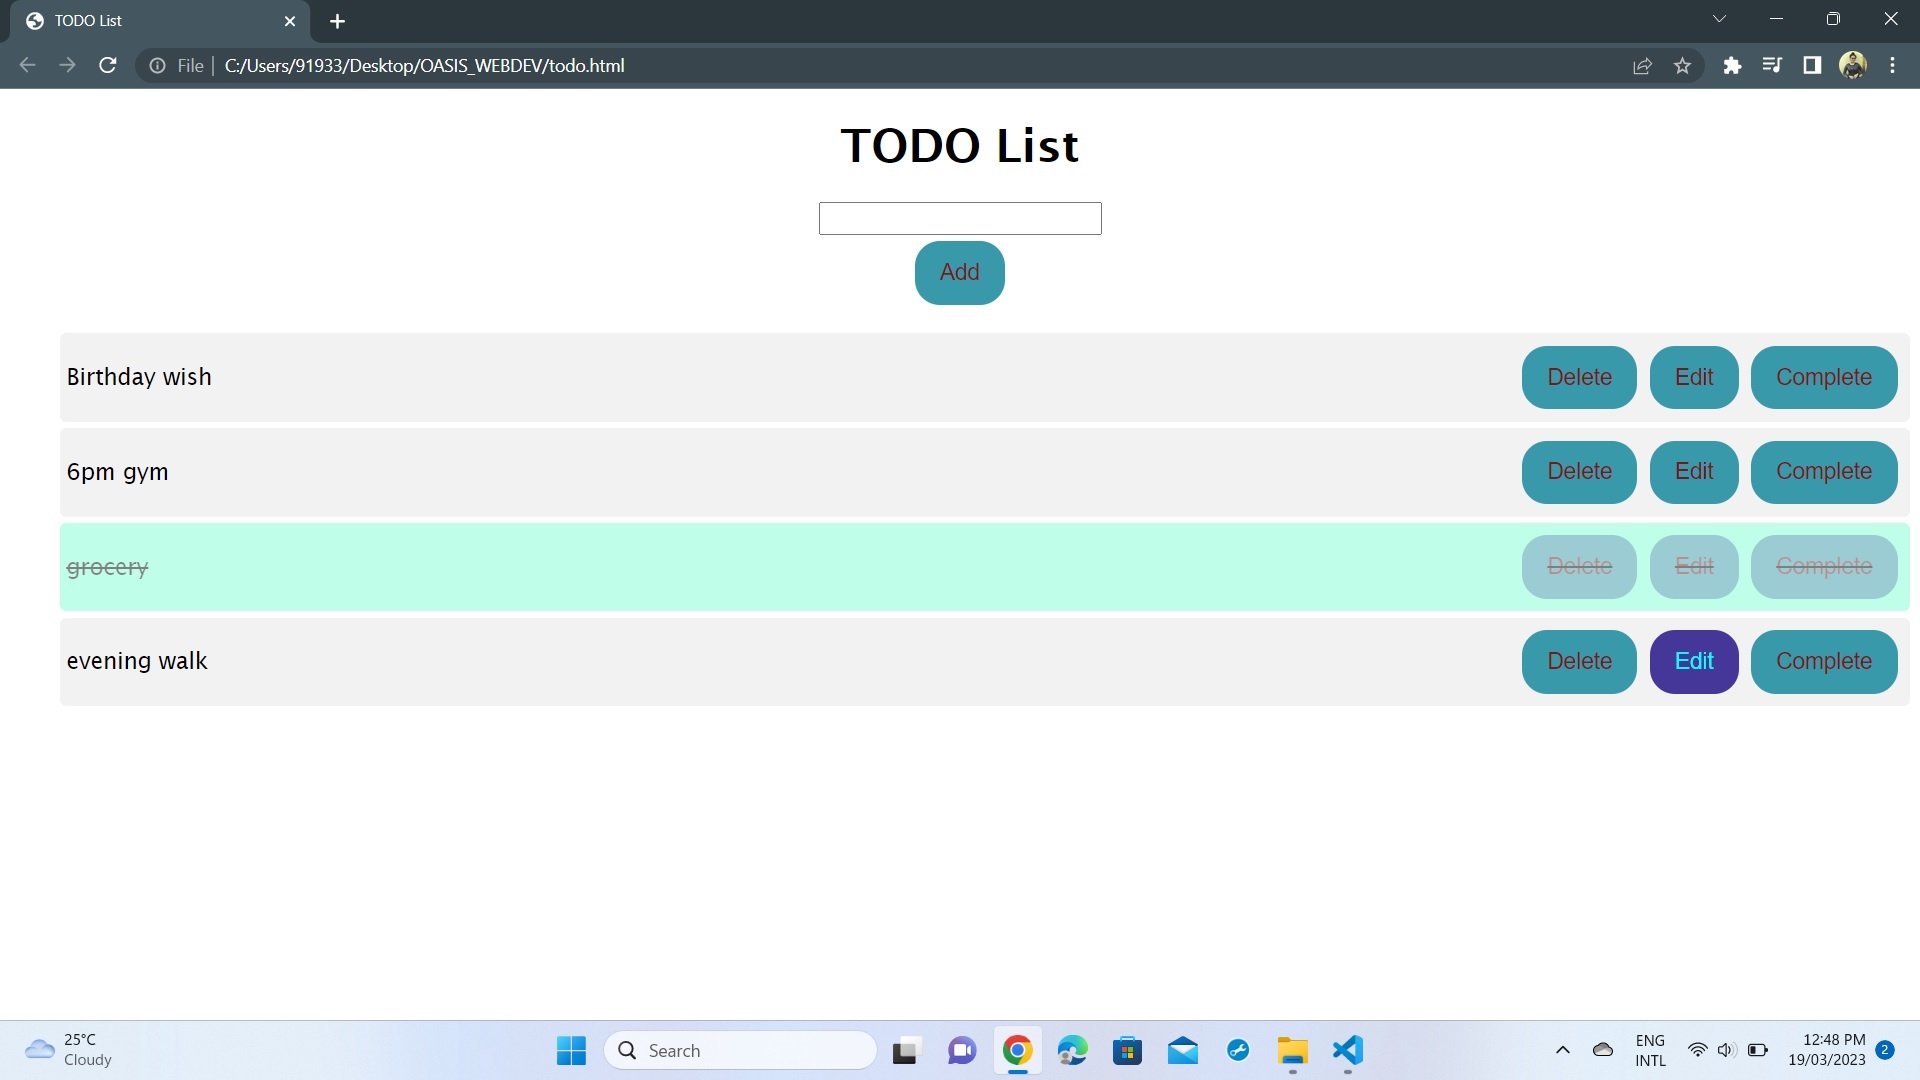 TODO List
File | C:/Users/91933/Desktop/OASIS_WEBDEV/todo.html
TODO List
Add
Birthday wish Delete Edit Complete
6pm gym Delete Edit Complete
grocery Delete Edit Complete
evening walk Delete Edit Complete
25°C
Cloudy
Search
ENG
INTL
12:48 PM
19/03/2023
2